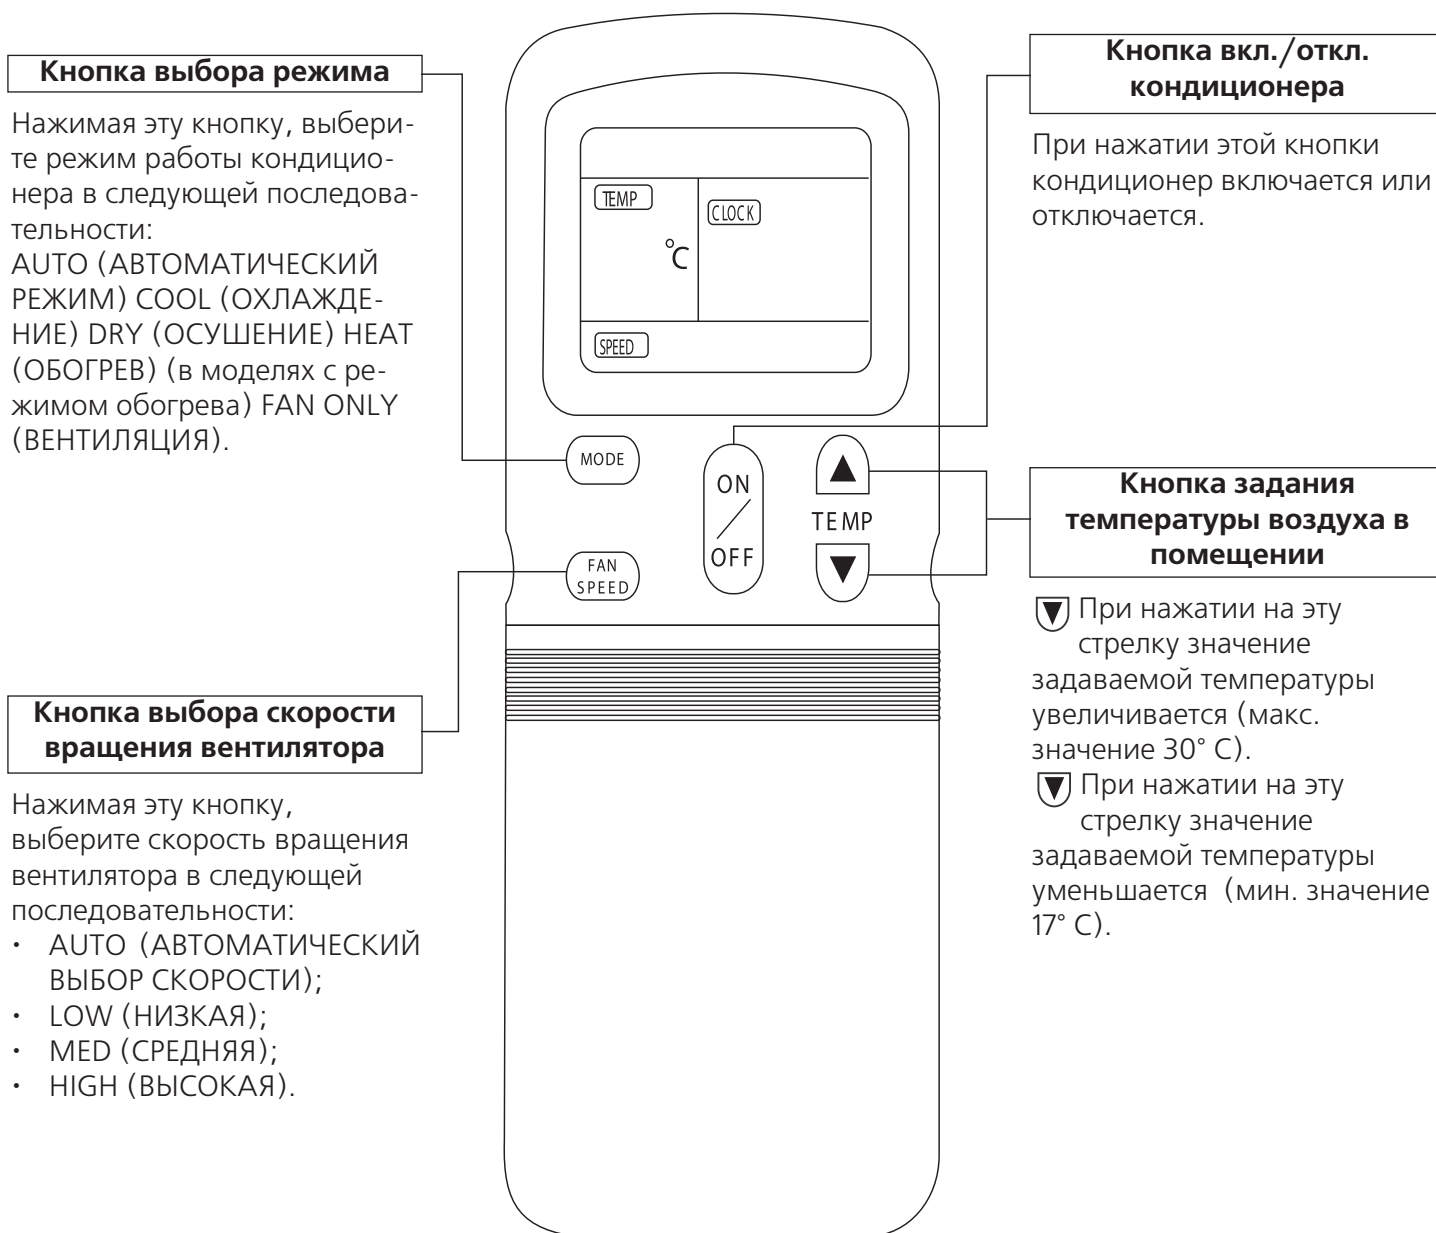 Кнопка выбора режима
Нажимая эту кнопку, выбери-
те режим работы кондицио-
нера в следующей последова-
тельности:
AUTO (АВТОМАТИЧЕСКИЙ
РЕЖИМ) COOL (ОХЛАЖДЕ-
НИЕ) DRY (ОСУШЕНИЕ) HEAT
(ОБОГРЕВ) (в моделях с ре-
жимом обогрева) FAN ONLY
(ВЕНТИЛЯЦИЯ).
Кнопка выбора скорости
вращения вентилятора
Нажимая эту кнопку,
выберите скорость вращения
вентилятора в следующей
последовательности:
• AUTO (АВТОМАТИЧЕСКИЙ
ВЫБОР СКОРОСТИ);
• LOW (НИЗКАЯ);
• MED (СРЕДНЯЯ);
• HIGH (ВЫСОКАЯ).
TEMP
CLOCK
°C
SPEED
MODE
ON
OFF
TEMP
FAN
SPEED
Кнопка вкл./откл.
кондиционера
При нажатии этой кнопки
кондиционер включается или
отключается.
Кнопка задания
температуры воздуха в
помещении
При нажатии на эту
стрелку значение
задаваемой температуры
увеличивается (макс.
значение 30° C).
При нажатии на эту
стрелку значение
задаваемой температуры
уменьшается (мин. значение
17° C).